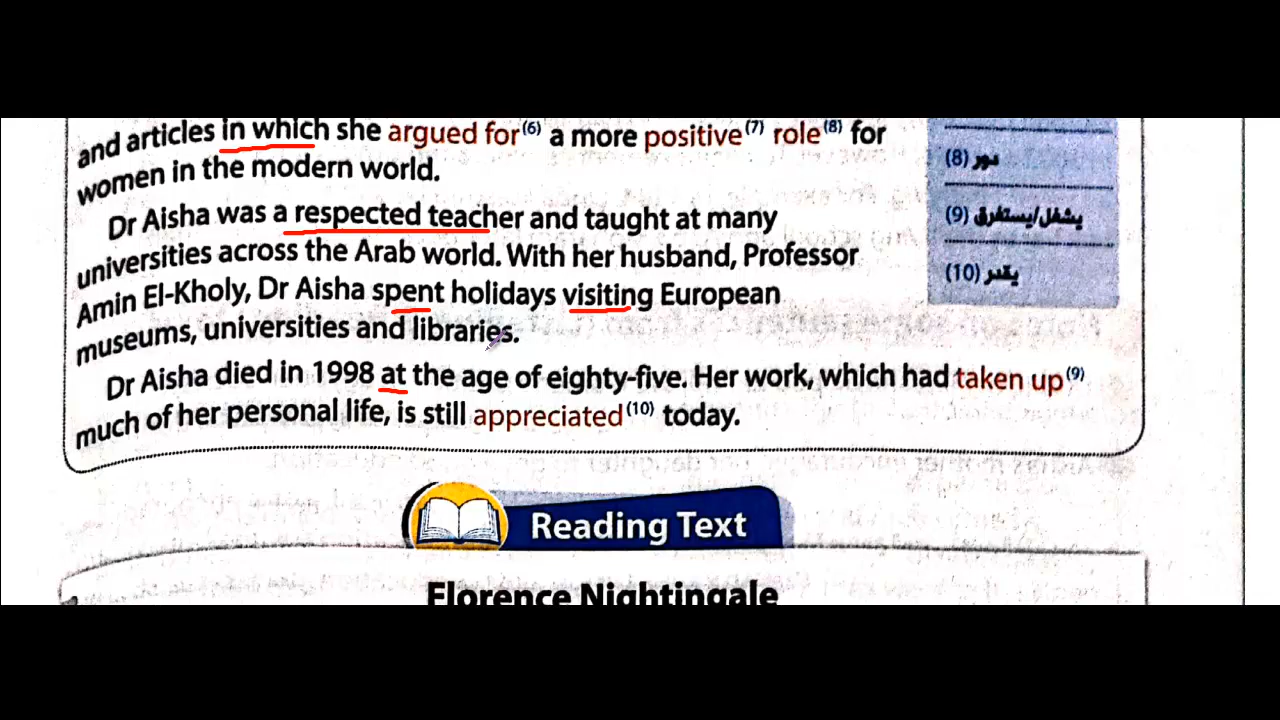 and articles in which she argued for(6) a more positive(7) role(8) for
women in the modern world.
Dr Aisha was a respected teacher and taught at many
universities across the Arab world. With her husband, Professor
Amin El-Kholy, Dr Aisha spent holidays visiting European
museums, universities and libraries.
Dr Aisha died in 1998 at the age of eighty-five. Her work, which had taken up(9)
much of her personal life, is still appreciated(10) today.
(8) دور
(9) يشغل/يستغرق
(10) يقدر
Reading Text
Florence Nightingale